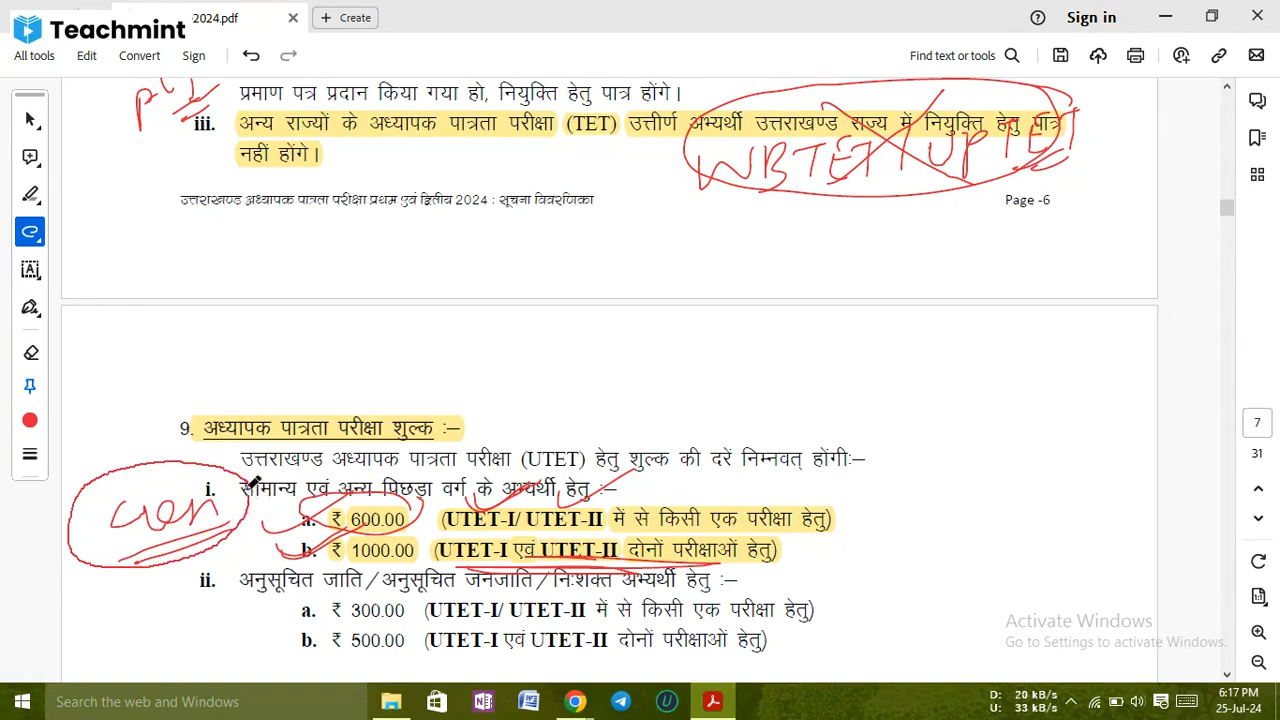 2024.pdf
Create
Sign in
Teachmint
All tools Edit Convert Sign
Find text or tools
प्रमाण पत्र प्रदान किया गया हो, नियुक्ति हेतु पात्र होंगे।
iii. अन्य राज्यों के अध्यापक पात्रता परीक्षा (TET) उत्तीर्ण अभ्यर्थी उत्तराखण्ड राज्य में नियुक्ति हेतु पात्र
नहीं होंगे।
WBTET / UPTET
उत्तराखण्ड अध्यापक पात्रता परीक्षा प्रथम एवं द्वितीय 2024 : सूचना विवरणिका Page -6
9. अध्यापक पात्रता परीक्षा शुल्क :–
उत्तराखण्ड अध्यापक पात्रता परीक्षा (UTET) हेतु शुल्क की दरें निम्नवत् होंगी:–
i. सामान्य एवं अन्य पिछड़ा वर्ग के अभ्यर्थी हेतु :–
Gen
a. ₹ 600.00 (UTET-I/ UTET-II में से किसी एक परीक्षा हेतु)
b. ₹ 1000.00 (UTET-I एवं UTET-II दोनों परीक्षाओं हेतु)
ii. अनुसूचित जाति/अनुसूचित जनजाति/निःशक्त अभ्यर्थी हेतु :–
a. ₹ 300.00 (UTET-I/ UTET-II में से किसी एक परीक्षा हेतु)
b. ₹ 500.00 (UTET-I एवं UTET-II दोनों परीक्षाओं हेतु)
7
31
Activate Windows
Go to Settings to activate Windows.
Search the web and Windows
D: 20 kB/s
U: 33 kB/s
6:17 PM
25-Jul-24